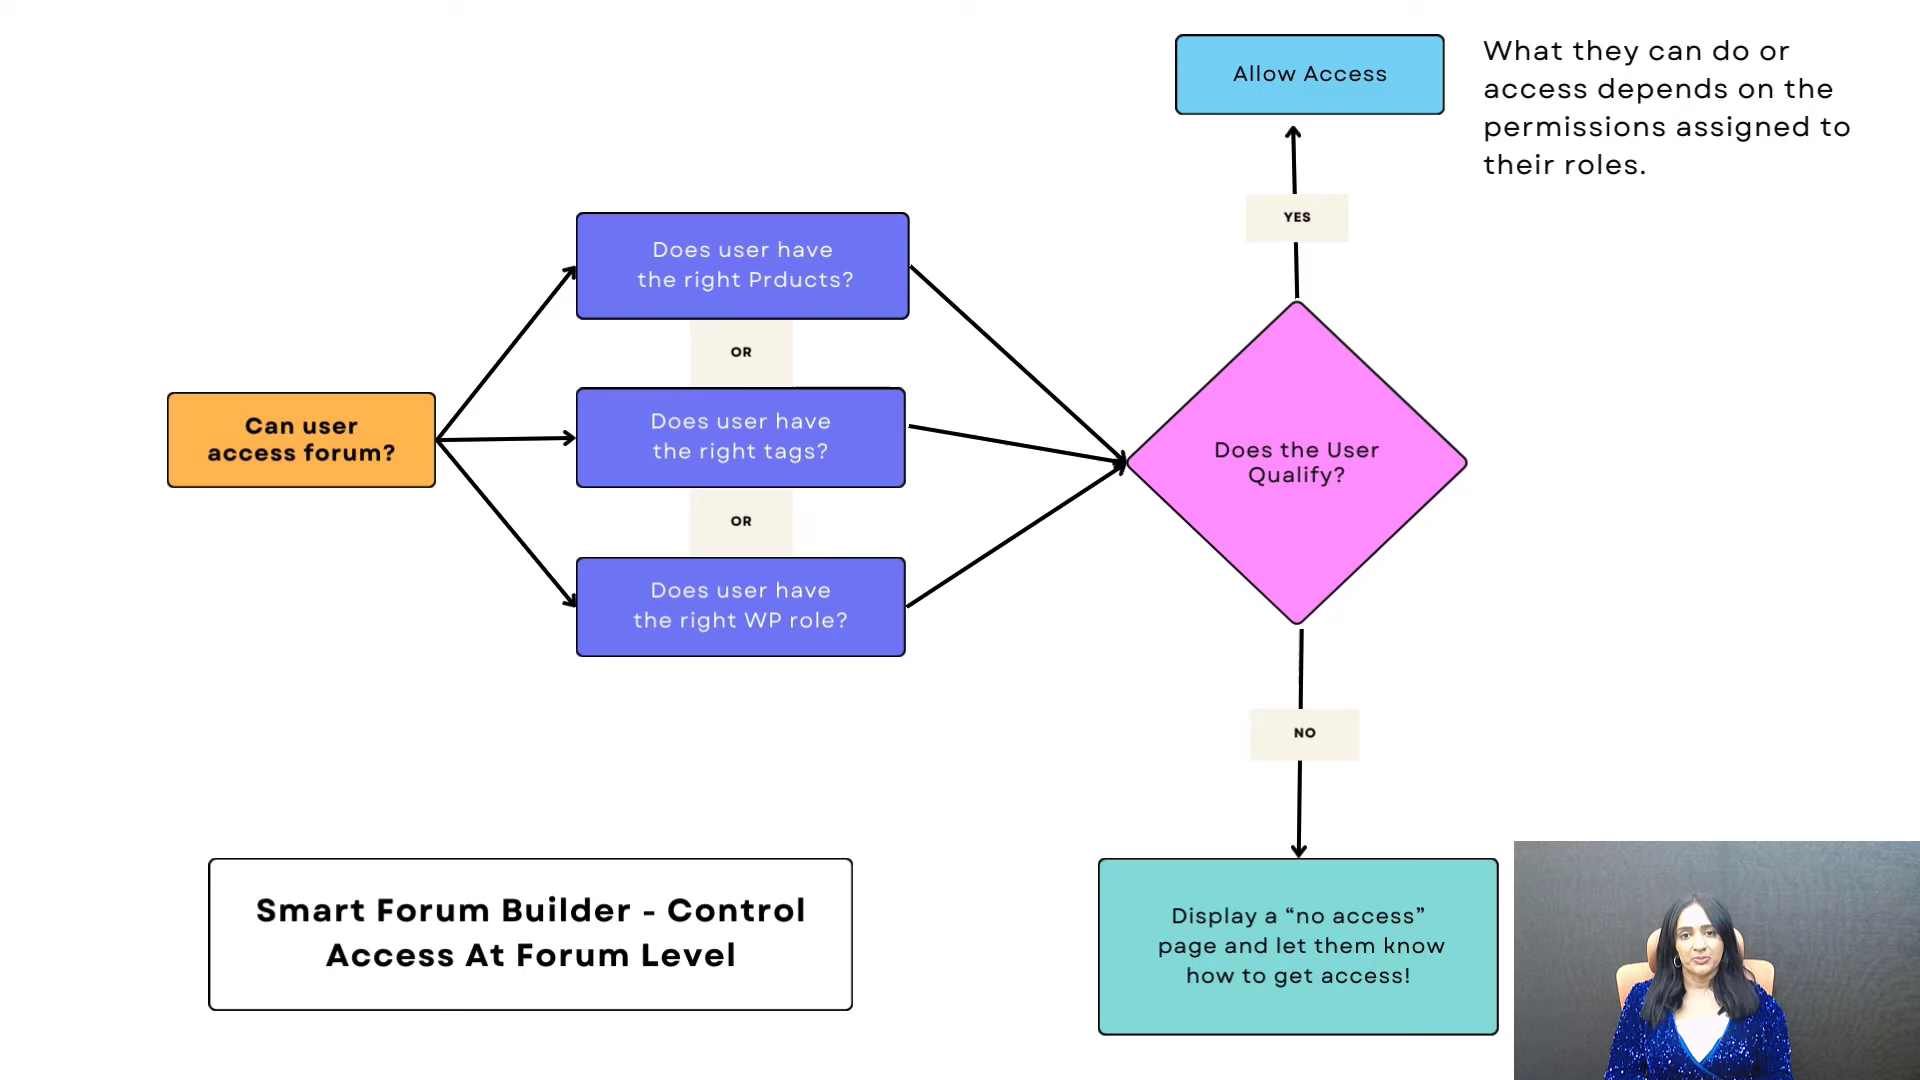 Allow Access
What they can do or
access depends on the
permissions assigned to
their roles.
YES
Does user have
the right Prducts?
OR
Can user
access forum?
Does user have
the right tags?
Does the User
Qualify?
OR
Does user have
the right WP role?
NO
Smart Forum Builder - Control
Access At Forum Level
Display a “no access”
page and let them know
how to get access!